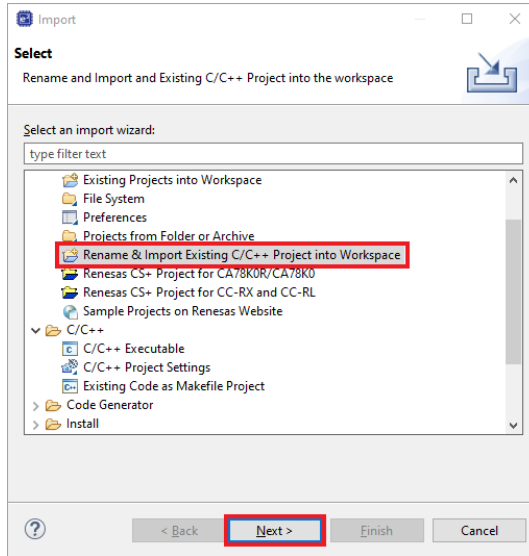 Import
Select
Rename and Import and Existing C/C++ Project into the workspace
Select an import wizard:
type filter text
Existing Projects into Workspace
File System
Preferences
Projects from Folder or Archive
Rename & Import Existing C/C++ Project into Workspace
Renesas CS+ Project for CA78K0R/CA78K0
Renesas CS+ Project for CC-RX and CC-RL
Sample Projects on Renesas Website
C/C++
C/C++ Executable
C/C++ Project Settings
Existing Code as Makefile Project
Code Generator
Install
? < Back Next > Finish Cancel